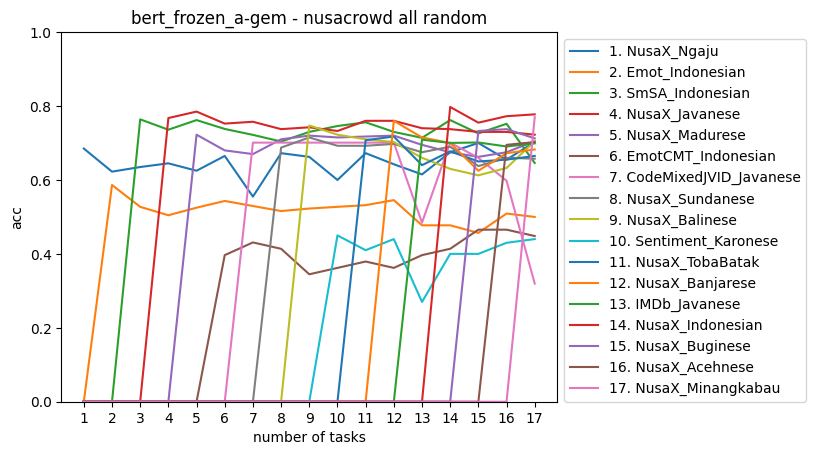 bert_frozen_a-gem - nusacrowd all random
1.0
0.8
0.6
0.4
0.2
0.0
acc
1 2 3 4 5 6 7 8 9 10 11 12 13 14 15 16 17
number of tasks
1. NusaX_Ngaju
2. Emot_Indonesian
3. SmSA_Indonesian
4. NusaX_Javanese
5. NusaX_Madurese
6. EmotCMT_Indonesian
7. CodeMixedJVID_Javanese
8. NusaX_Sundanese
9. NusaX_Balinese
10. Sentiment_Karonese
11. NusaX_TobaBatak
12. NusaX_Banjarese
13. IMDb_Javanese
14. NusaX_Indonesian
15. NusaX_Buginese
16. NusaX_Acehnese
17. NusaX_Minangkabau